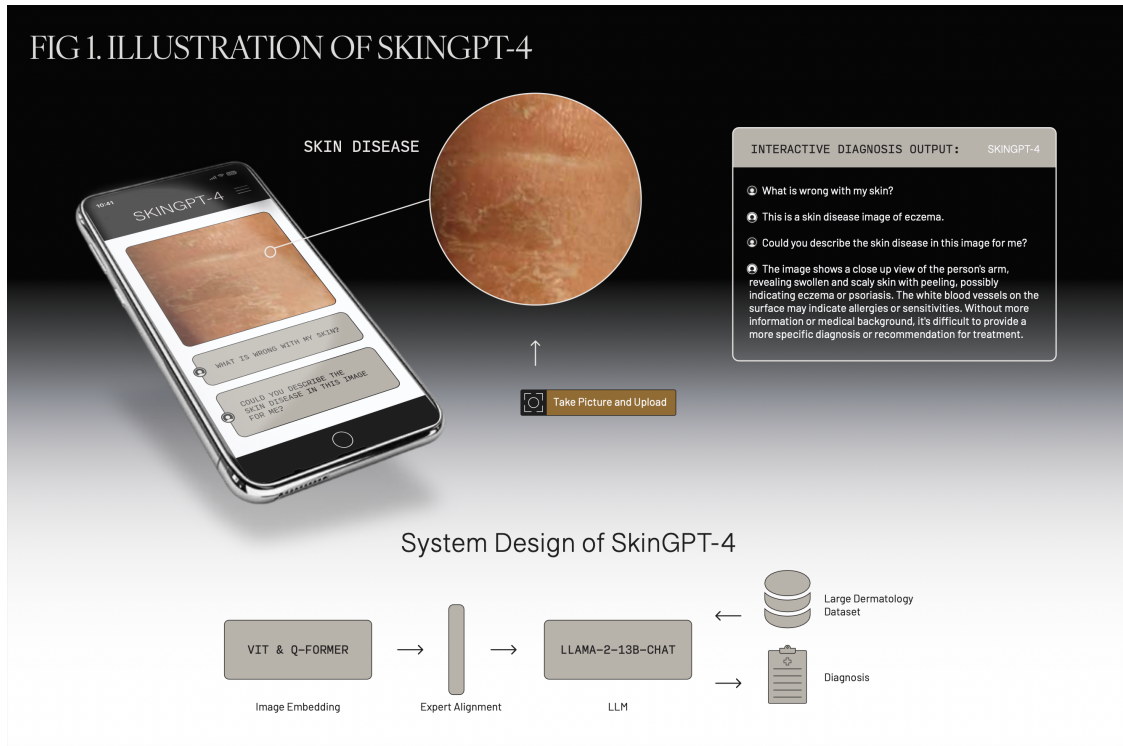 FIG 1. ILLUSTRATION OF SKINGPT-4
SKIN DISEASE
10:41
SKINGPT-4
WHAT IS WRONG WITH MY SKIN?
COULD YOU DESCRIBE THE
SKIN DISEASE IN THIS IMAGE
FOR ME?
Take Picture and Upload
INTERACTIVE DIAGNOSIS OUTPUT: SKINGPT-4
What is wrong with my skin?
This is a skin disease image of eczema.
Could you describe the skin disease in this image for me?
The image shows a close up view of the person's arm,
revealing swollen and scaly skin with peeling, possibly
indicating eczema or psoriasis. The white blood vessels on the
surface may indicate allergies or sensitivities. Without more
information or medical background, it's difficult to provide a
more specific diagnosis or recommendation for treatment.
System Design of SkinGPT-4
VIT & Q-FORMER
Image Embedding
Expert Alignment
LLAMA-2-13B-CHAT
LLM
Large Dermatology
Dataset
Diagnosis